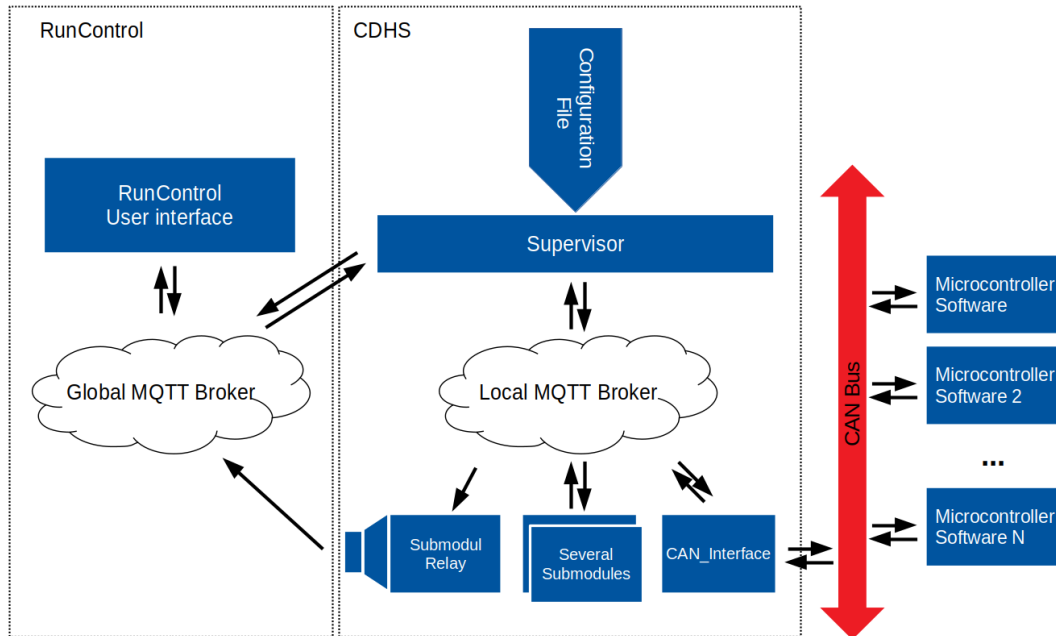 RunControl
CDHS
Configuration
File
RunControl
User interface
Supervisor
Global MQTT Broker
Local MQTT Broker
Submodul
Relay
Several
Submodules
CAN_Interface
CAN Bus
Microcontroller
Software
Microcontroller
Software 2
...
Microcontroller
Software N